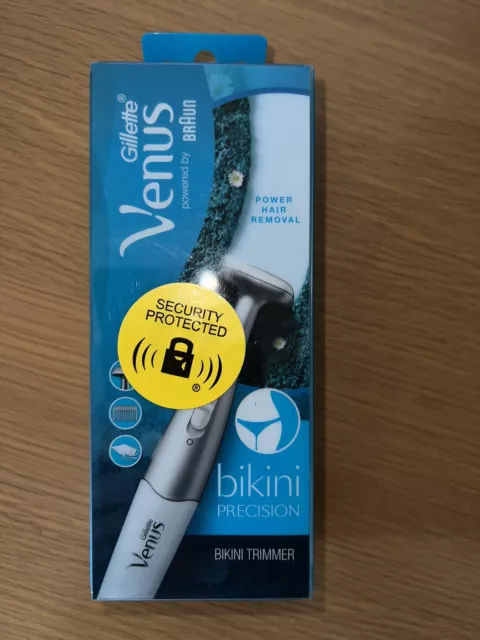 Gillette®
Venus
powered by BRAUN
POWER
HAIR
REMOVAL
SECURITY
PROTECTED
®
bikini
PRECISION
BIKINI TRIMMER
Gillette
Venus